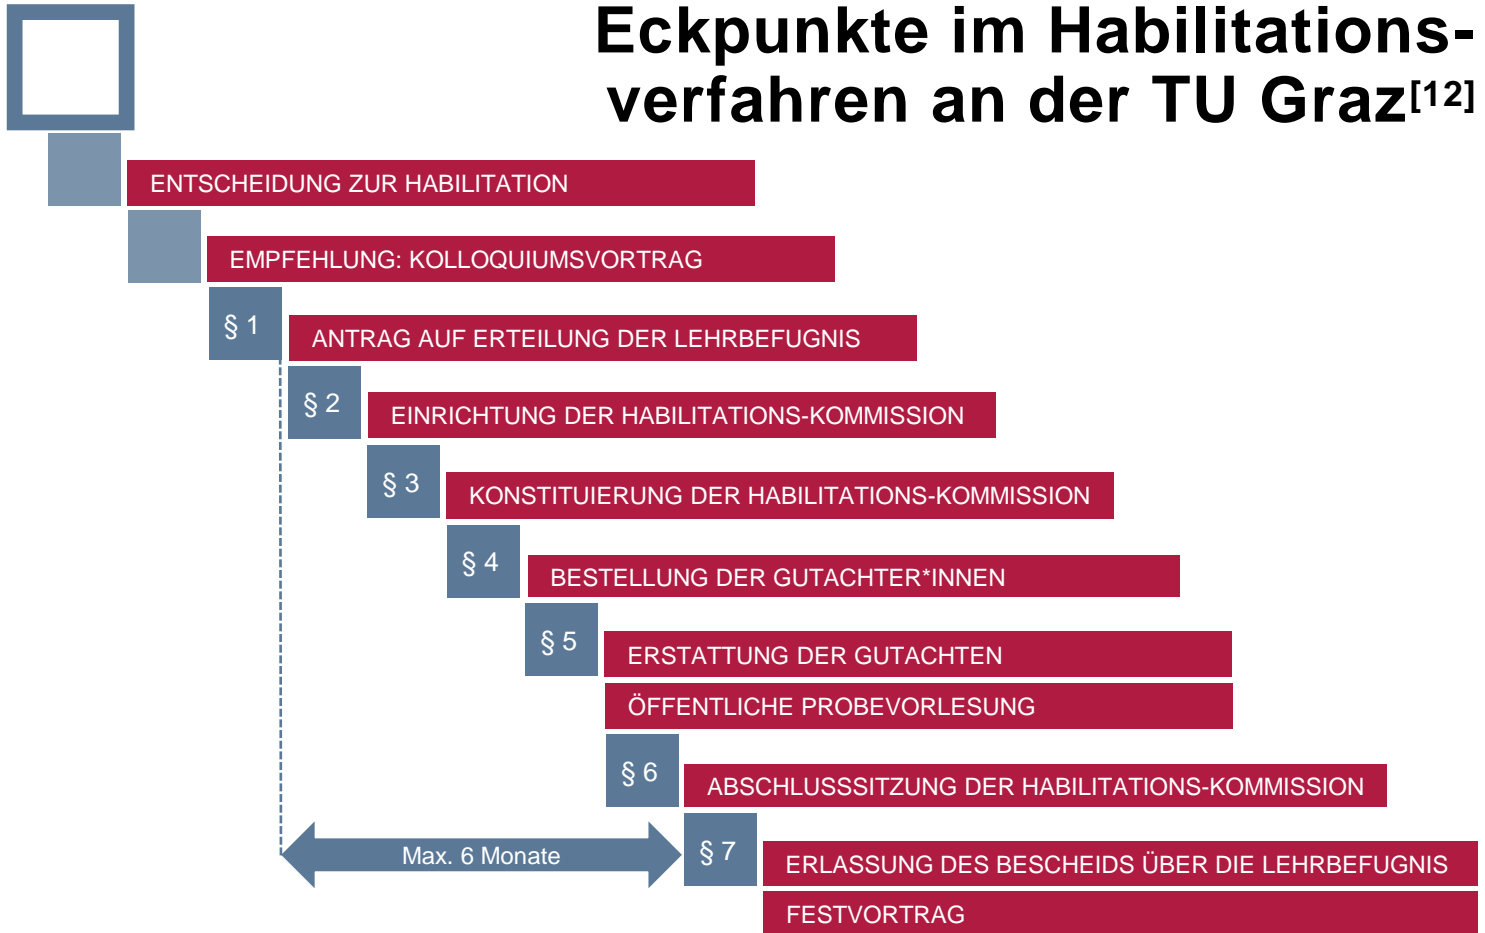 Eckpunkte im Habilitations-
verfahren an der TU Graz[12]
ENTSCHEIDUNG ZUR HABILITATION
EMPFEHLUNG: KOLLOQUIUMSVORTRAG
§ 1
ANTRAG AUF ERTEILUNG DER LEHRBEFUGNIS
§ 2
EINRICHTUNG DER HABILITATIONS-KOMMISSION
§ 3
KONSTITUIERUNG DER HABILITATIONS-KOMMISSION
§ 4
BESTELLUNG DER GUTACHTER*INNEN
§ 5
ERSTATTUNG DER GUTACHTEN
ÖFFENTLICHE PROBEVORLESUNG
§ 6
ABSCHLUSSSITZUNG DER HABILITATIONS-KOMMISSION
Max. 6 Monate
§ 7
ERLASSUNG DES BESCHEIDS ÜBER DIE LEHRBEFUGNIS
FESTVORTRAG